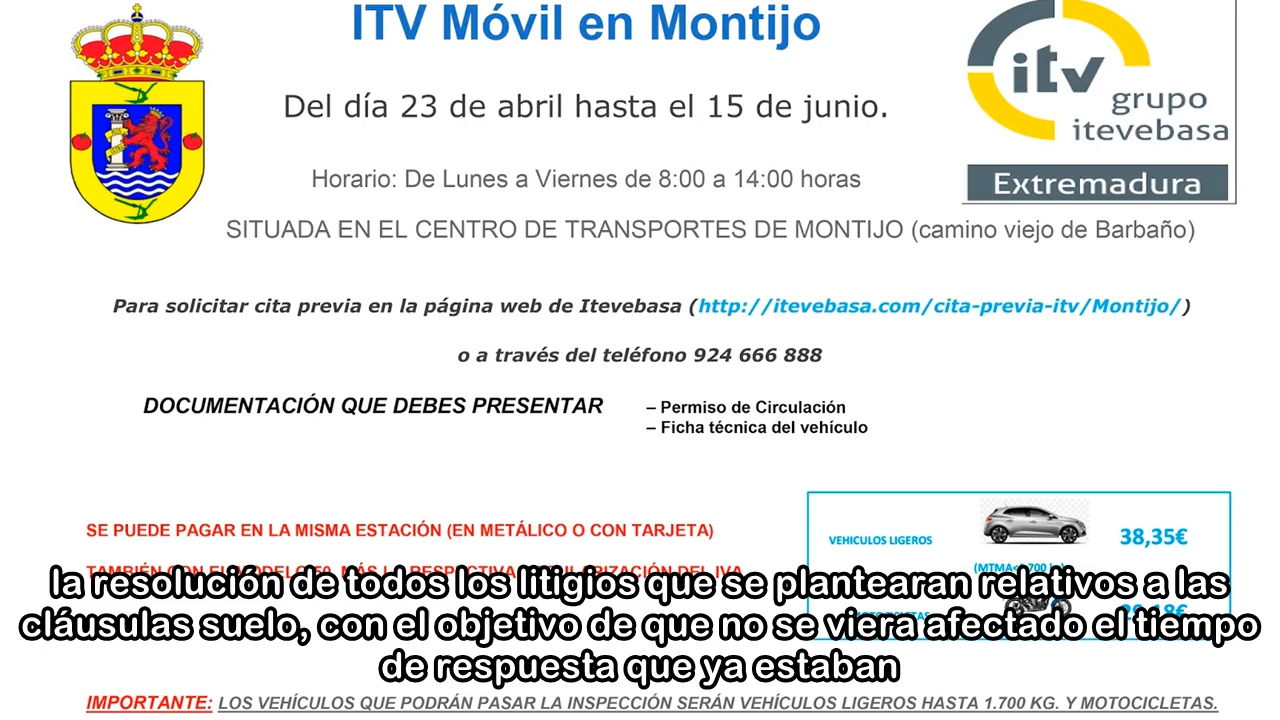 ITV Móvil en Montijo
itv
grupo
itevebasa
Extremadura
Del día 23 de abril hasta el 15 de junio.
Horario: De Lunes a Viernes de 8:00 a 14:00 horas
SITUADA EN EL CENTRO DE TRANSPORTES DE MONTIJO (camino viejo de Barbaño)
Para solicitar cita previa en la página web de Itevebasa (http://itevebasa.com/cita-previa-itv/Montijo/)
o a través del teléfono 924 666 888
DOCUMENTACIÓN QUE DEBES PRESENTAR
– Permiso de Circulación
– Ficha técnica del vehículo
SE PUEDE PAGAR EN LA MISMA ESTACIÓN (EN METÁLICO O CON TARJETA)
VEHICULOS LIGEROS 38,35€
la resolución de todos los litigios que se plantearan relativos a las
cláusulas suelo, con el objetivo de que no se viera afectado el tiempo
de respuesta que ya estaban
IMPORTANTE: LOS VEHÍCULOS QUE PODRÁN PASAR LA INSPECCIÓN SERÁN VEHÍCULOS LIGEROS HASTA 1.700 KG. Y MOTOCICLETAS.